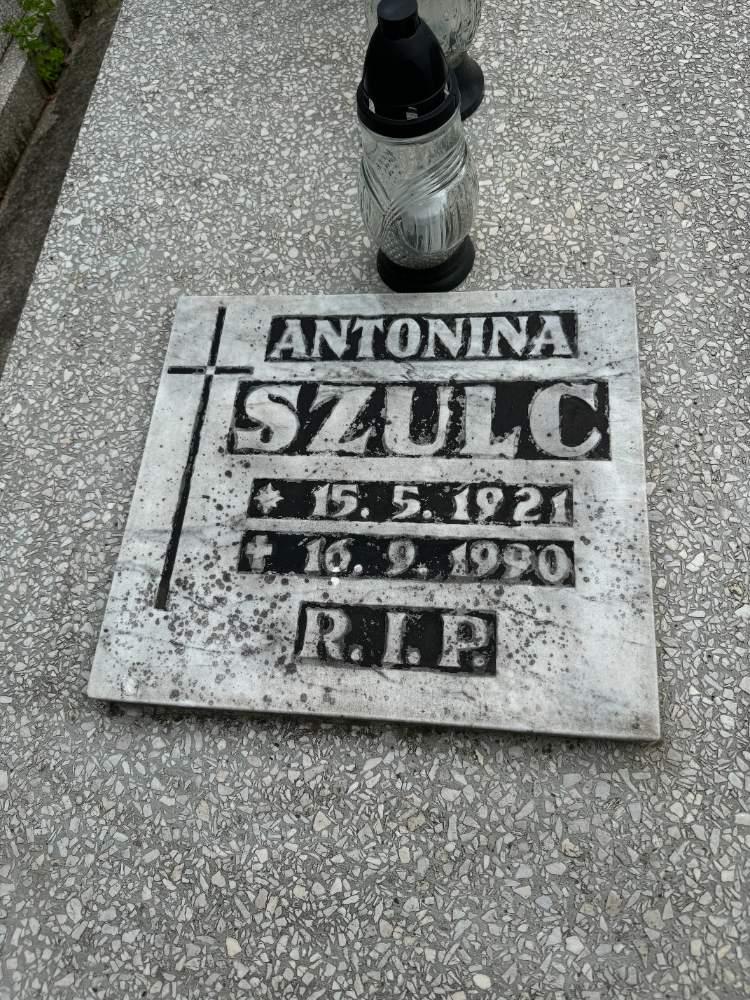 ANTONINA
SZULC
* 15. 5. 1921
✝ 16. 9. 1990
R. I. P.